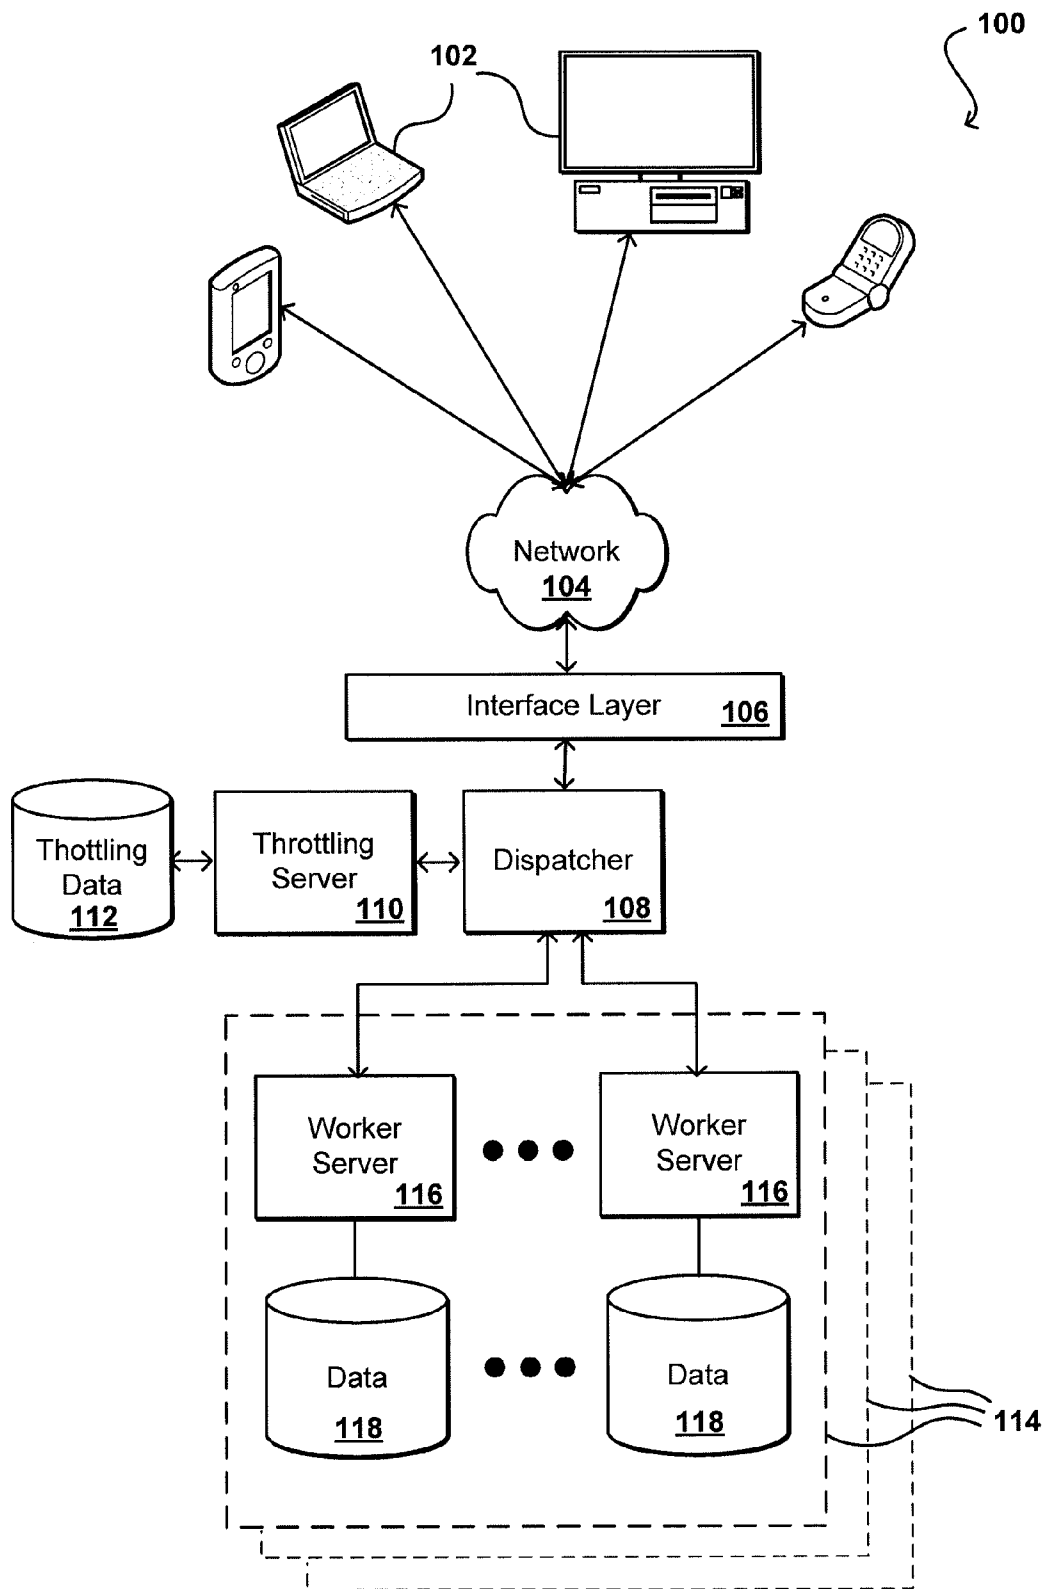 100
102
Network
104
Interface Layer 106
Thottling
Data
112
Throttling
Server
110
Dispatcher
108
Worker
Server
116
Worker
Server
116
Data
118
Data
118
114